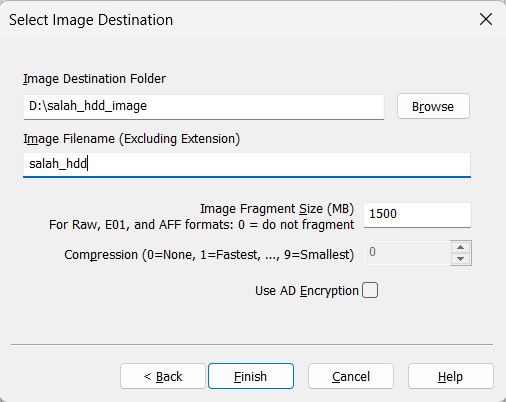 Select Image Destination
Image Destination Folder
D:\salah_hdd_image
Browse
Image Filename (Excluding Extension)
salah_hdd
Image Fragment Size (MB)
1500
For Raw, E01, and AFF formats: 0 = do not fragment
Compression (0=None, 1=Fastest, ..., 9=Smallest)
0
Use AD Encryption
< Back
Finish
Cancel
Help